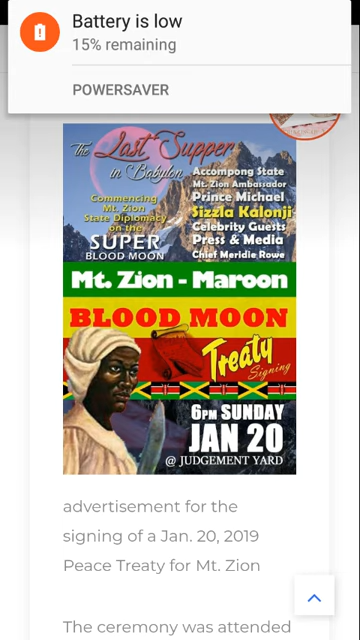 Battery is low
15% remaining
POWERSAVER
The Last Supper
in Babylon
Commencing
Mt. Zion
State Diplomacy
on the
SUPER
BLOOD MOON
Accompong State
Mt. Zion Ambassador
Prince Michael
Sizzla Kalonji
Celebrity Guests
Press & Media
Chief Meridie Rowe
Mt. Zion - Maroon
BLOOD MOON
Treaty
Signing
6PM SUNDAY
JAN 20
@ JUDGEMENT YARD
advertisement for the
signing of a Jan. 20, 2019
Peace Treaty for Mt. Zion
The ceremony was attended